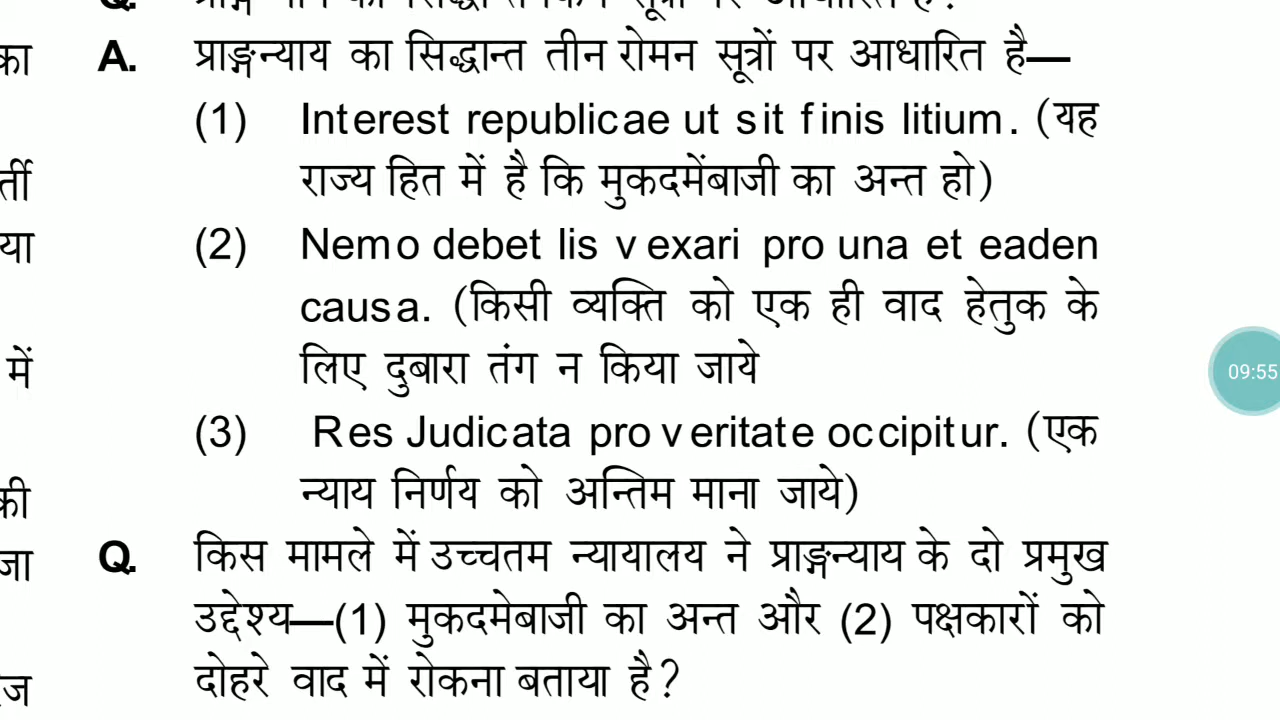 A. प्राङ्गन्याय का सिद्धान्त तीन रोमन सूत्रों पर आधारित है—
का
(1) Interest republicae ut sit finis litium. (यह
राज्य हित में है कि मुकदमेंबाजी का अन्त हो)
र्ती
(2) Nemo debet lis vexari pro una et eaden
या
causa. (किसी व्यक्ति को एक ही वाद हेतुक के
लिए दुबारा तंग न किया जाये
में
09:55
(3) Res Judicata pro veritate occipitur. (एक
न्याय निर्णय को अन्तिम माना जाये)
की
Q. किस मामले में उच्चतम न्यायालय ने प्राङ्गन्याय के दो प्रमुख
जा
उद्देश्य—(1) मुकदमेबाजी का अन्त और (2) पक्षकारों को
दोहरे वाद में रोकना बताया है?